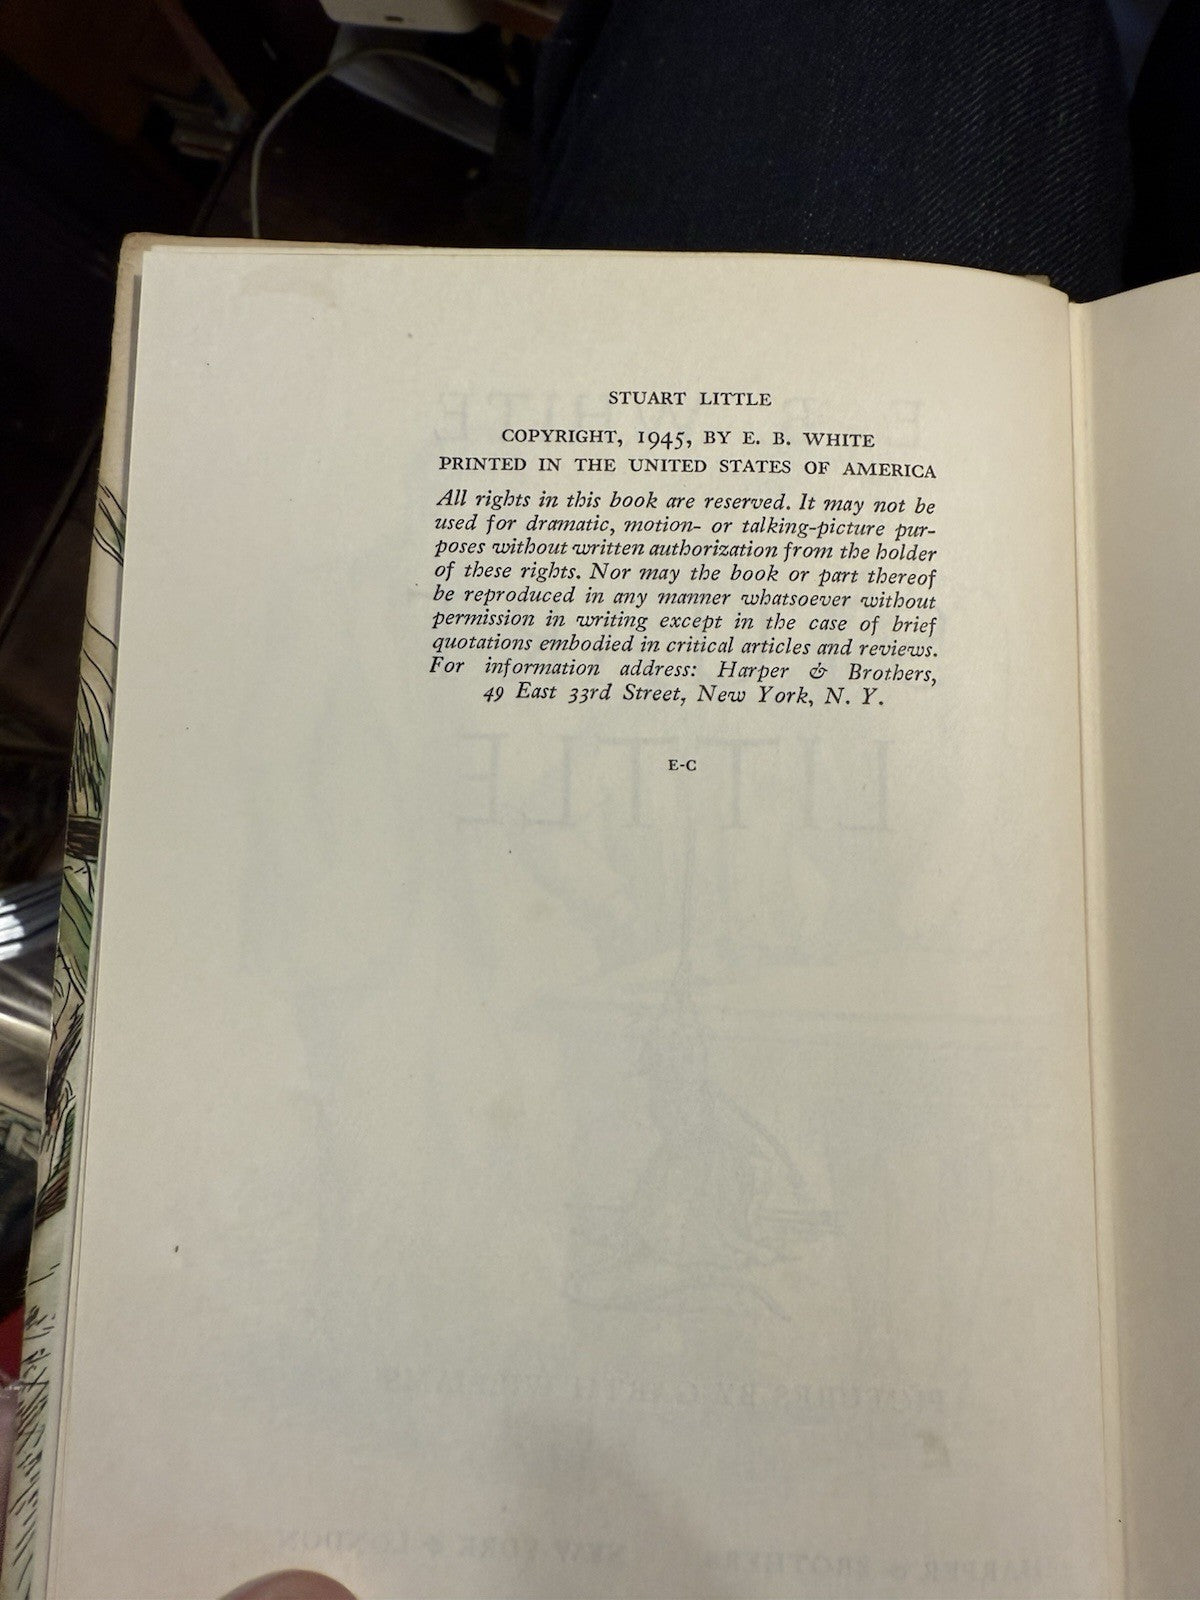 STUART LITTLE
COPYRIGHT, 1945, BY E. B. WHITE
PRINTED IN THE UNITED STATES OF AMERICA
All rights in this book are reserved. It may not be
used for dramatic, motion- or talking-picture pur-
poses without written authorization from the holder
of these rights. Nor may the book or part thereof
be reproduced in any manner whatsoever without
permission in writing except in the case of brief
quotations embodied in critical articles and reviews.
For information address: Harper & Brothers,
49 East 33rd Street, New York, N. Y.
E-C